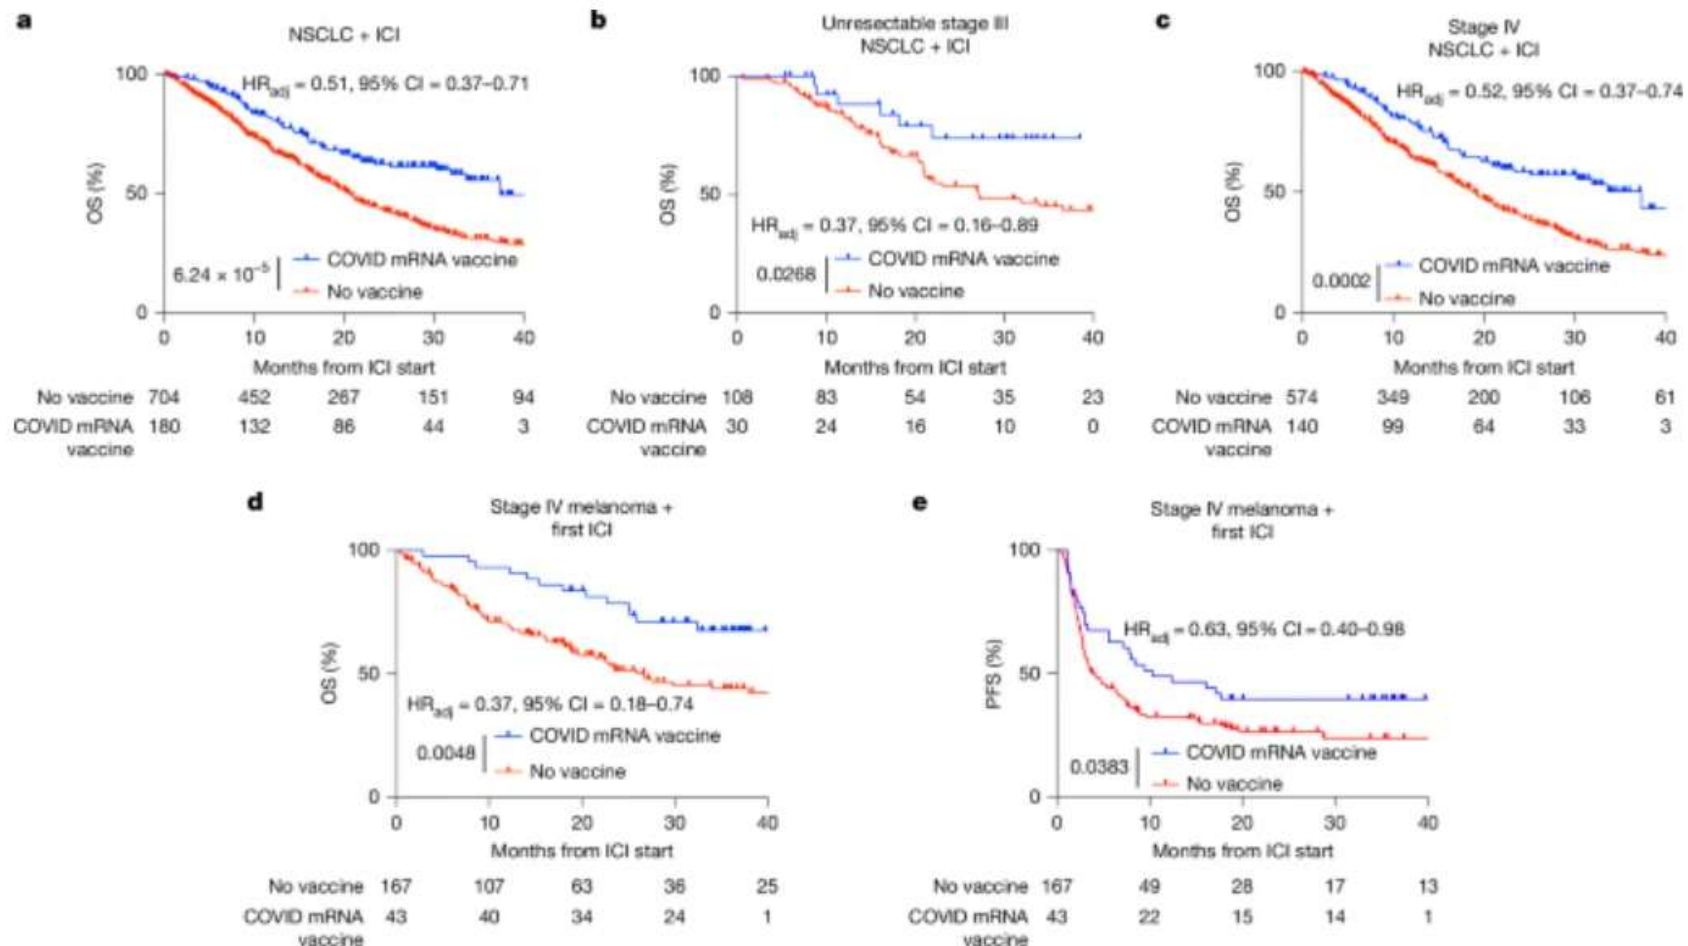 a
NSCLC + ICI
100
50
0
OS (%)
HRadj = 0.51, 95% CI = 0.37–0.71
6.24 × 10−5
COVID mRNA vaccine
No vaccine
0 10 20 30 40
Months from ICI start
No vaccine 704 452 267 151 94
COVID mRNA 180 132 86 44 3
vaccine
b
Unresectable stage III
NSCLC + ICI
100
50
0
OS (%)
HRadj = 0.37, 95% CI = 0.16–0.89
0.0268
COVID mRNA vaccine
No vaccine
0 10 20 30 40
Months from ICI start
No vaccine 108 83 54 35 23
COVID mRNA 30 24 16 10 0
vaccine
c
Stage IV
NSCLC + ICI
100
50
0
OS (%)
HRadj = 0.52, 95% CI = 0.37–0.74
0.0002
COVID mRNA vaccine
No vaccine
0 10 20 30 40
Months from ICI start
No vaccine 574 349 200 106 61
COVID mRNA 140 99 64 33 3
vaccine
d
Stage IV melanoma +
first ICI
100
50
0
OS (%)
HRadj = 0.37, 95% CI = 0.18–0.74
0.0048
COVID mRNA vaccine
No vaccine
0 10 20 30 40
Months from ICI start
No vaccine 167 107 63 36 25
COVID mRNA 43 40 34 24 1
vaccine
e
Stage IV melanoma +
first ICI
100
50
0
PFS (%)
HRadj = 0.63, 95% CI = 0.40–0.98
0.0383
COVID mRNA vaccine
No vaccine
0 10 20 30 40
Months from ICI start
No vaccine 167 49 28 17 13
COVID mRNA 43 22 15 14 1
vaccine